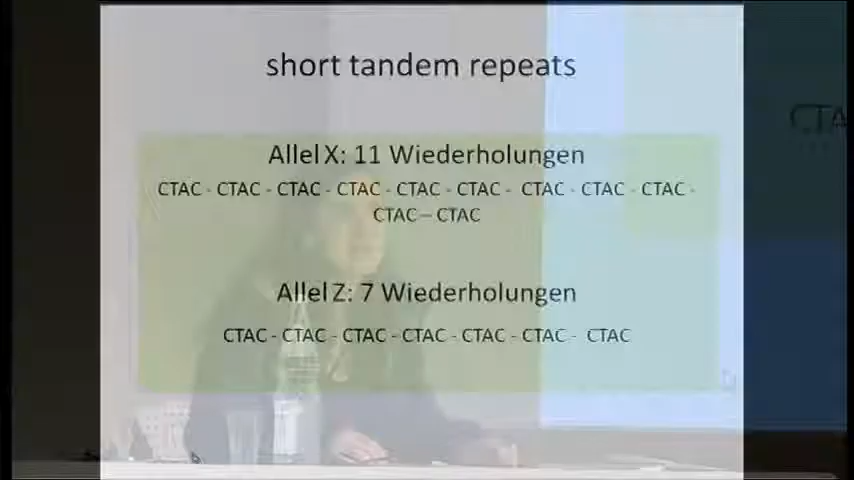 short tandem repeats
Allel X: 11 Wiederholungen
CTAC - CTAC - CTAC - CTAC - CTAC - CTAC - CTAC - CTAC - CTAC -
CTAC – CTAC
Allel Z: 7 Wiederholungen
CTAC - CTAC - CTAC - CTAC - CTAC - CTAC - CTAC
CTA